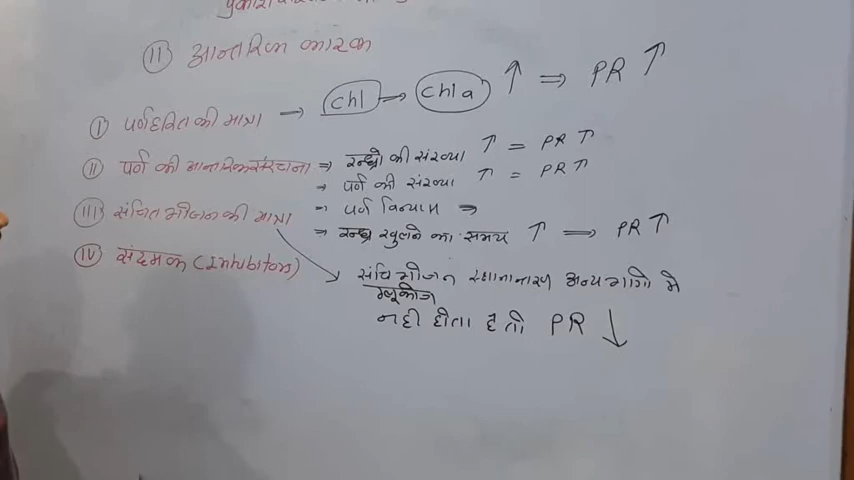 (II) आन्तरिक कारक
(I) पर्णहरित की मात्रा → Chl → Chl a ↑ ⇒ PR ↑
(II) पर्ण की आन्तरिक संरचना ⇒ रन्ध्रो की संख्या ↑ = PR ↑
→ पर्ण की संख्या ↑ = PR ↑
(III) संचित भोजन की मात्रा → पर्ण विन्यास ⇒
⇒ रन्ध्र खुलने का समय ↑ ⇒ PR ↑
(IV) संदमक (Inhibitors)
संचि भोजन स्थानान्तरण अन्य भागो मे
ग्लूकोज
नही होता है तो PR ↓